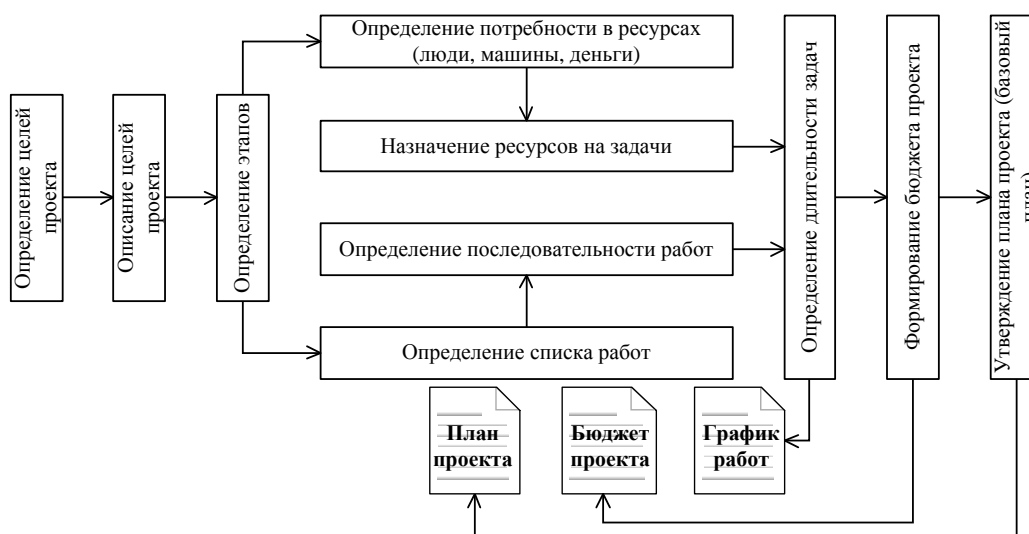 Определение целей
проекта
Описание целей
проекта
Определение этапов
Определение потребности в ресурсах
(люди, машины, деньги)
Назначение ресурсов на задачи
Определение последовательности работ
Определение списка работ
Определение длительности задач
Формирование бюджета проекта
Утверждение плана проекта (базовый
план)
План
проекта
Бюджет
проекта
График
работ